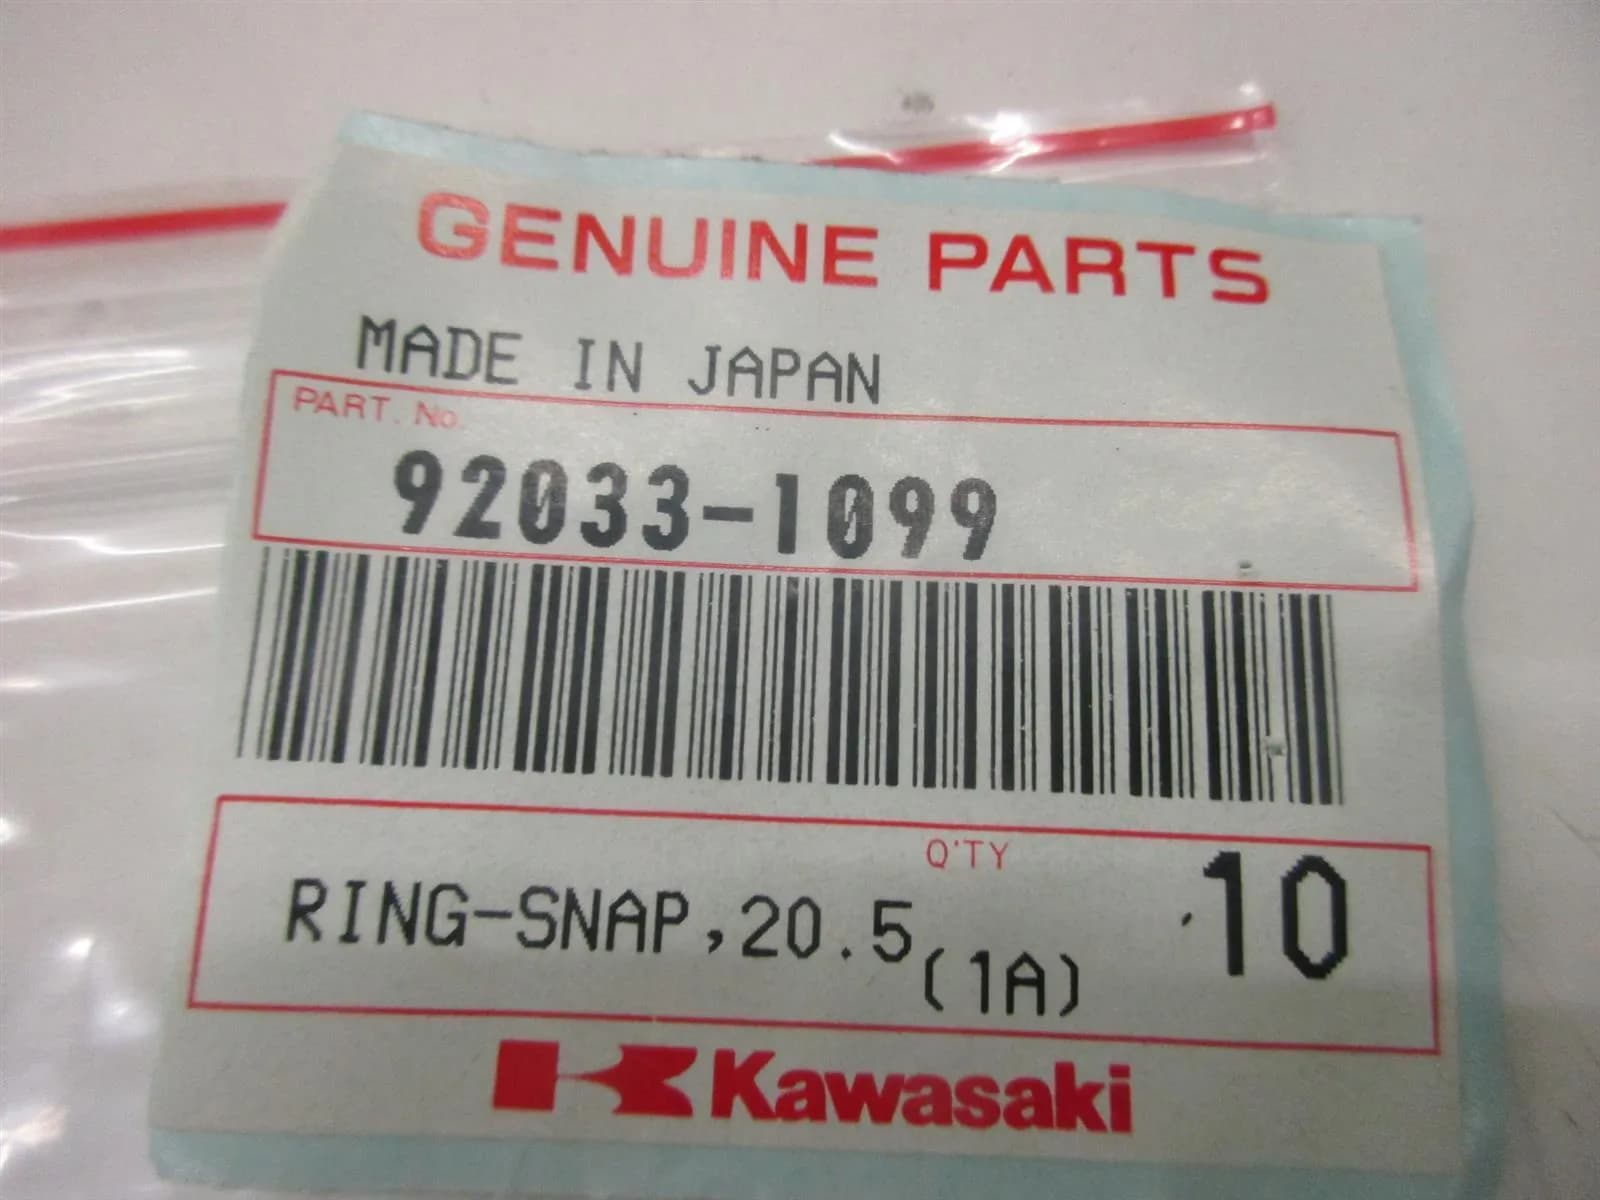 GENUINE PARTS
MADE IN JAPAN
PART. No.
92033-1099
Q'TY
RING-SNAP,20.5 10
(1A)
Kawasaki